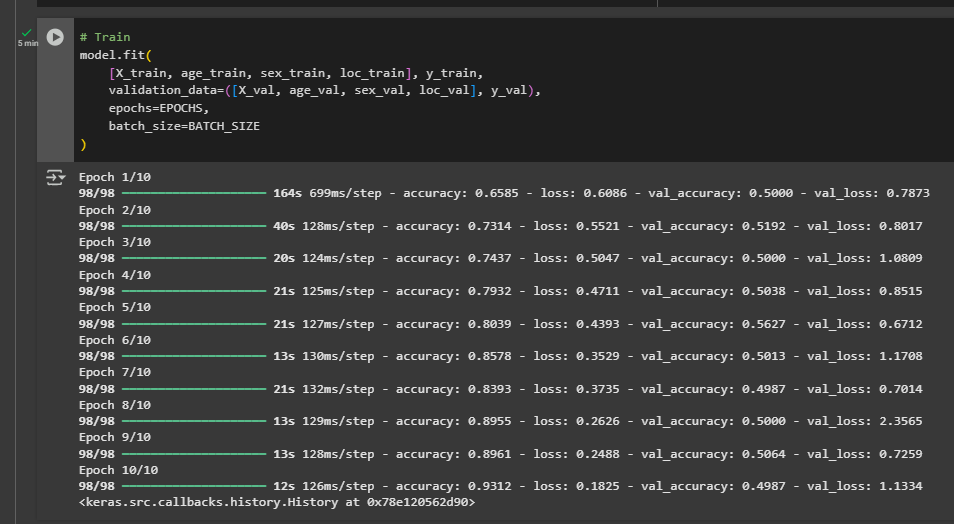 5 min
# Train
model.fit(
[X_train, age_train, sex_train, loc_train], y_train,
validation_data=([X_val, age_val, sex_val, loc_val], y_val),
epochs=EPOCHS,
batch_size=BATCH_SIZE
)
Epoch 1/10
98/98 ━━━━━━━━━━━━━━━━━━━━ 164s 699ms/step - accuracy: 0.6585 - loss: 0.6086 - val_accuracy: 0.5000 - val_loss: 0.7873
Epoch 2/10
98/98 ━━━━━━━━━━━━━━━━━━━━ 40s 128ms/step - accuracy: 0.7314 - loss: 0.5521 - val_accuracy: 0.5192 - val_loss: 0.8017
Epoch 3/10
98/98 ━━━━━━━━━━━━━━━━━━━━ 20s 124ms/step - accuracy: 0.7437 - loss: 0.5047 - val_accuracy: 0.5000 - val_loss: 1.0809
Epoch 4/10
98/98 ━━━━━━━━━━━━━━━━━━━━ 21s 125ms/step - accuracy: 0.7932 - loss: 0.4711 - val_accuracy: 0.5038 - val_loss: 0.8515
Epoch 5/10
98/98 ━━━━━━━━━━━━━━━━━━━━ 21s 127ms/step - accuracy: 0.8039 - loss: 0.4393 - val_accuracy: 0.5627 - val_loss: 0.6712
Epoch 6/10
98/98 ━━━━━━━━━━━━━━━━━━━━ 13s 130ms/step - accuracy: 0.8578 - loss: 0.3529 - val_accuracy: 0.5013 - val_loss: 1.1708
Epoch 7/10
98/98 ━━━━━━━━━━━━━━━━━━━━ 21s 132ms/step - accuracy: 0.8393 - loss: 0.3735 - val_accuracy: 0.4987 - val_loss: 0.7014
Epoch 8/10
98/98 ━━━━━━━━━━━━━━━━━━━━ 13s 129ms/step - accuracy: 0.8955 - loss: 0.2626 - val_accuracy: 0.5000 - val_loss: 2.3565
Epoch 9/10
98/98 ━━━━━━━━━━━━━━━━━━━━ 13s 128ms/step - accuracy: 0.8961 - loss: 0.2488 - val_accuracy: 0.5064 - val_loss: 0.7259
Epoch 10/10
98/98 ━━━━━━━━━━━━━━━━━━━━ 12s 126ms/step - accuracy: 0.9312 - loss: 0.1825 - val_accuracy: 0.4987 - val_loss: 1.1334
<keras.src.callbacks.history.History at 0x78e120562d90>